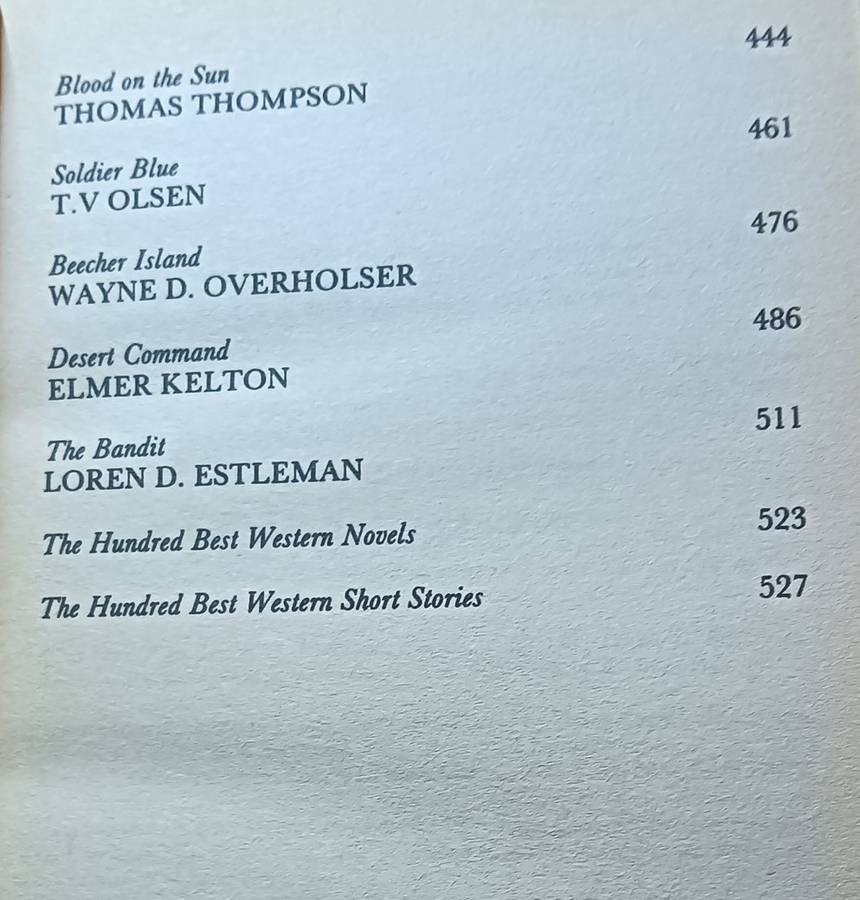 Blood on the Sun 444
THOMAS THOMPSON
Soldier Blue 461
T.V OLSEN
Beecher Island 476
WAYNE D. OVERHOLSER
Desert Command 486
ELMER KELTON
The Bandit 511
LOREN D. ESTLEMAN
The Hundred Best Western Novels 523
The Hundred Best Western Short Stories 527